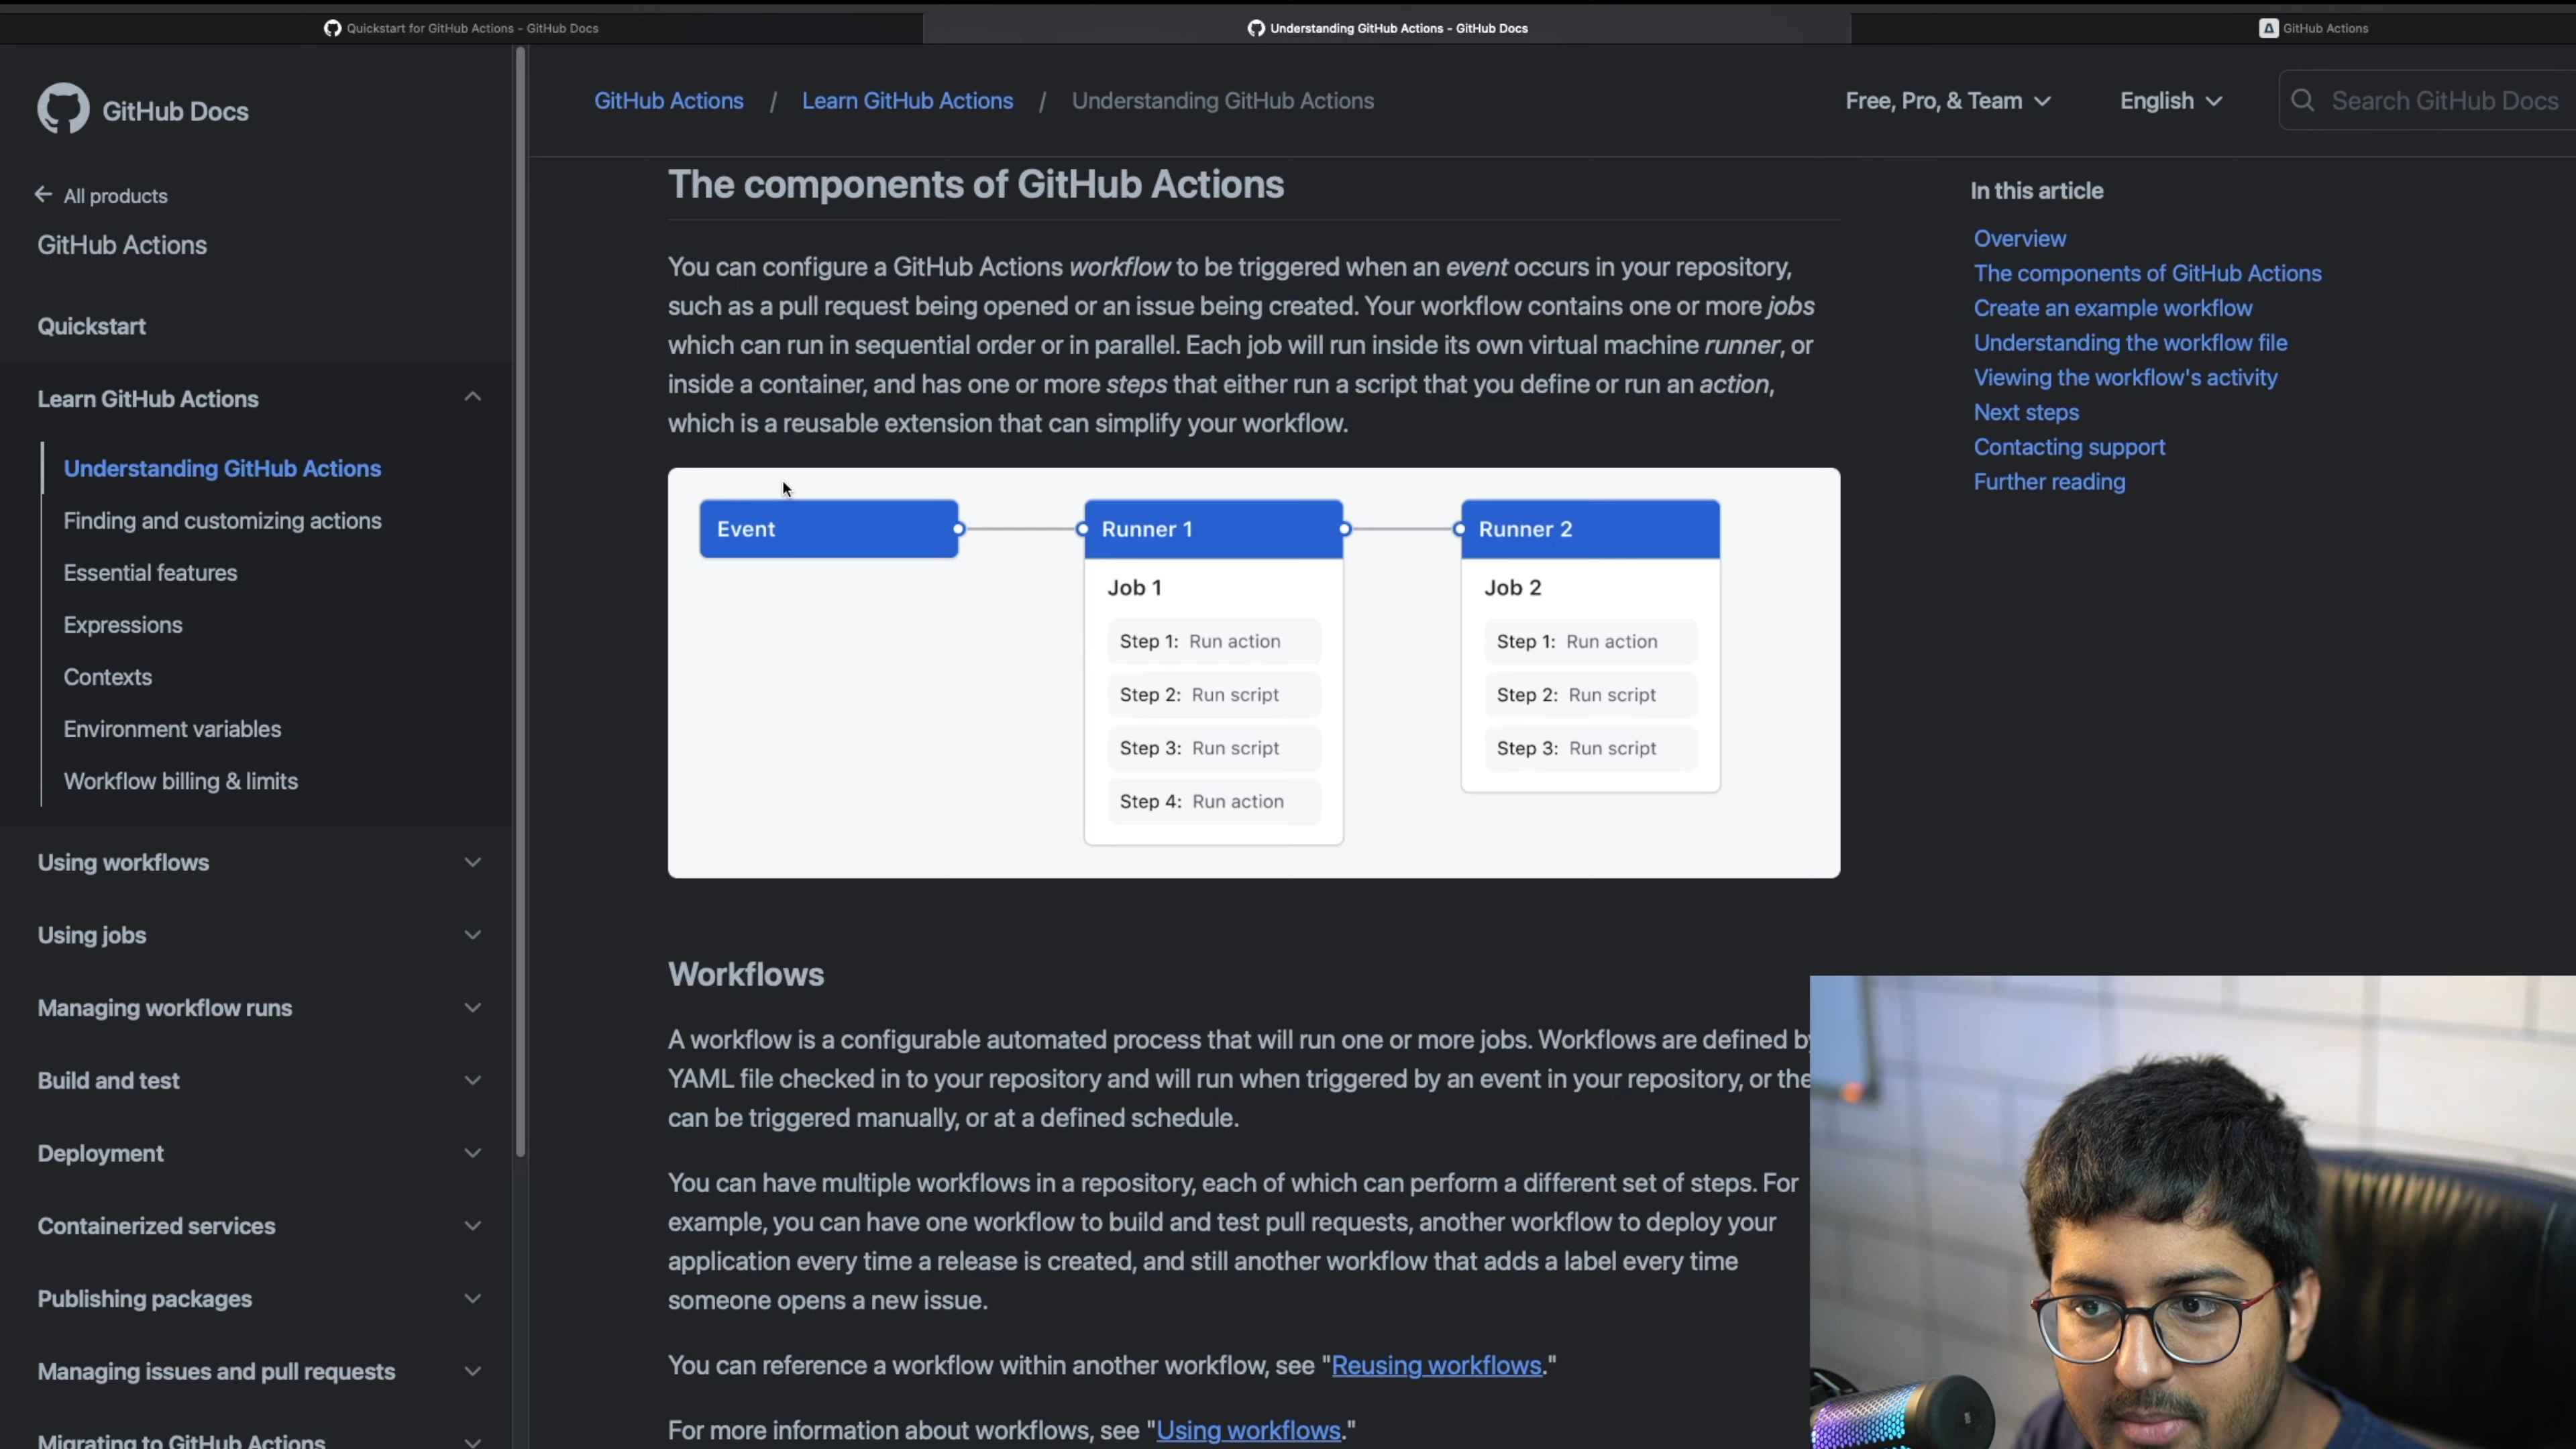 Quickstart for GitHub Actions - GitHub Docs
Understanding GitHub Actions - GitHub Docs
GitHub Actions
GitHub Docs
All products
GitHub Actions
Quickstart
Learn GitHub Actions
Understanding GitHub Actions
Finding and customizing actions
Essential features
Expressions
Contexts
Environment variables
Workflow billing & limits
Using workflows
Using jobs
Managing workflow runs
Build and test
Deployment
Containerized services
Publishing packages
Managing issues and pull requests
Migrating to GitHub Actions
GitHub Actions / Learn GitHub Actions / Understanding GitHub Actions
Free, Pro, & Team
English
Search GitHub Docs
The components of GitHub Actions
You can configure a GitHub Actions workflow to be triggered when an event occurs in your repository,
such as a pull request being opened or an issue being created. Your workflow contains one or more jobs
which can run in sequential order or in parallel. Each job will run inside its own virtual machine runner, or
inside a container, and has one or more steps that either run a script that you define or run an action,
which is a reusable extension that can simplify your workflow.
Event
Runner 1
Job 1
Step 1: Run action
Step 2: Run script
Step 3: Run script
Step 4: Run action
Runner 2
Job 2
Step 1: Run action
Step 2: Run script
Step 3: Run script
Workflows
A workflow is a configurable automated process that will run one or more jobs. Workflows are defined
YAML file checked in to your repository and will run when triggered by an event in your repository, or
can be triggered manually, or at a defined schedule.
You can have multiple workflows in a repository, each of which can perform a different set of steps. For
example, you can have one workflow to build and test pull requests, another workflow to deploy your
application every time a release is created, and still another workflow that adds a label every time
someone opens a new issue.
You can reference a workflow within another workflow, see "Reusing workflows."
For more information about workflows, see "Using workflows."
In this article
Overview
The components of GitHub Actions
Create an example workflow
Understanding the workflow file
Viewing the workflow's activity
Next steps
Contacting support
Further reading